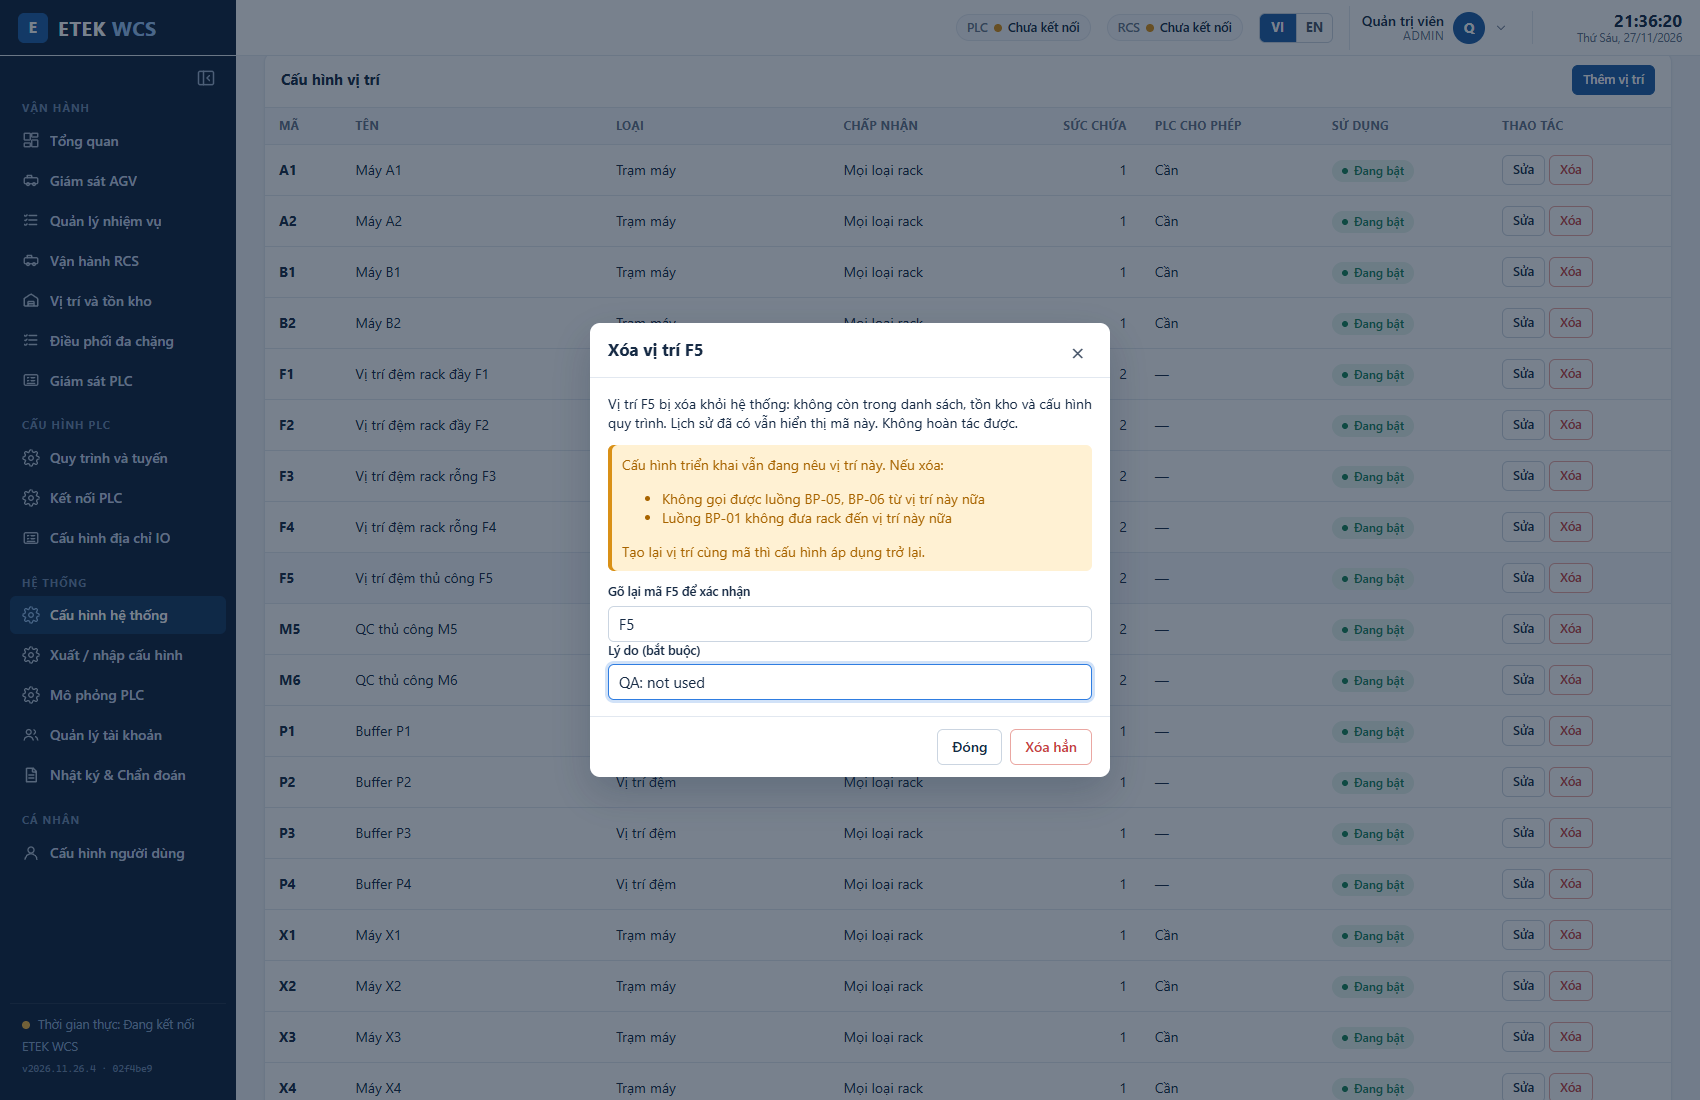 E ETEK WCS
PLC Chưa kết nối
RCS Chưa kết nối
VI EN
Quản trị viên
ADMIN
Q
21:36:20
Thứ Sáu, 27/11/2026
VẬN HÀNH
Tổng quan
Giám sát AGV
Quản lý nhiệm vụ
Vận hành RCS
Vị trí và tồn kho
Điều phối đa chặng
Giám sát PLC
CẤU HÌNH PLC
Quy trình và tuyến
Kết nối PLC
Cấu hình địa chỉ IO
HỆ THỐNG
Cấu hình hệ thống
Xuất / nhập cấu hình
Mô phỏng PLC
Quản lý tài khoản
Nhật ký & Chẩn đoán
CÁ NHÂN
Cấu hình người dùng
Thời gian thực: Đang kết nối
ETEK WCS
v2026.11.26.4 · 02f4be9
Cấu hình vị trí
Thêm vị trí
MÃ TÊN LOẠI CHẤP NHẬN SỨC CHỨA PLC CHO PHÉP SỬ DỤNG THAO TÁC
A1 Máy A1 Trạm máy Mọi loại rack 1 Cần Đang bật Sửa Xóa
A2 Máy A2 Trạm máy Mọi loại rack 1 Cần Đang bật Sửa Xóa
B1 Máy B1 Trạm máy Mọi loại rack 1 Cần Đang bật Sửa Xóa
B2 Máy B2 Trạm máy Mọi loại rack 1 Cần Đang bật Sửa Xóa
F1 Vị trí đệm rack đầy F1 2 — Đang bật Sửa Xóa
F2 Vị trí đệm rack đầy F2 2 — Đang bật Sửa Xóa
F3 Vị trí đệm rack rỗng F3 2 — Đang bật Sửa Xóa
F4 Vị trí đệm rack rỗng F4 2 — Đang bật Sửa Xóa
F5 Vị trí đệm thủ công F5 2 — Đang bật Sửa Xóa
M5 QC thủ công M5 2 — Đang bật Sửa Xóa
M6 QC thủ công M6 2 — Đang bật Sửa Xóa
P1 Buffer P1 1 — Đang bật Sửa Xóa
P2 Buffer P2 Vị trí đệm Mọi loại rack 1 — Đang bật Sửa Xóa
P3 Buffer P3 Vị trí đệm Mọi loại rack 1 — Đang bật Sửa Xóa
P4 Buffer P4 Vị trí đệm Mọi loại rack 1 — Đang bật Sửa Xóa
X1 Máy X1 Trạm máy Mọi loại rack 1 Cần Đang bật Sửa Xóa
X2 Máy X2 Trạm máy Mọi loại rack 1 Cần Đang bật Sửa Xóa
X3 Máy X3 Trạm máy Mọi loại rack 1 Cần Đang bật Sửa Xóa
X4 Máy X4 Trạm máy Mọi loại rack 1 Cần Đang bật Sửa Xóa
Xóa vị trí F5
Vị trí F5 bị xóa khỏi hệ thống: không còn trong danh sách, tồn kho và cấu hình
quy trình. Lịch sử đã có vẫn hiển thị mã này. Không hoàn tác được.
Cấu hình triển khai vẫn đang nêu vị trí này. Nếu xóa:
• Không gọi được luồng BP-05, BP-06 từ vị trí này nữa
• Luồng BP-01 không đưa rack đến vị trí này nữa
Tạo lại vị trí cùng mã thì cấu hình áp dụng trở lại.
Gõ lại mã F5 để xác nhận
F5
Lý do (bắt buộc)
QA: not used
Đóng
Xóa hẳn